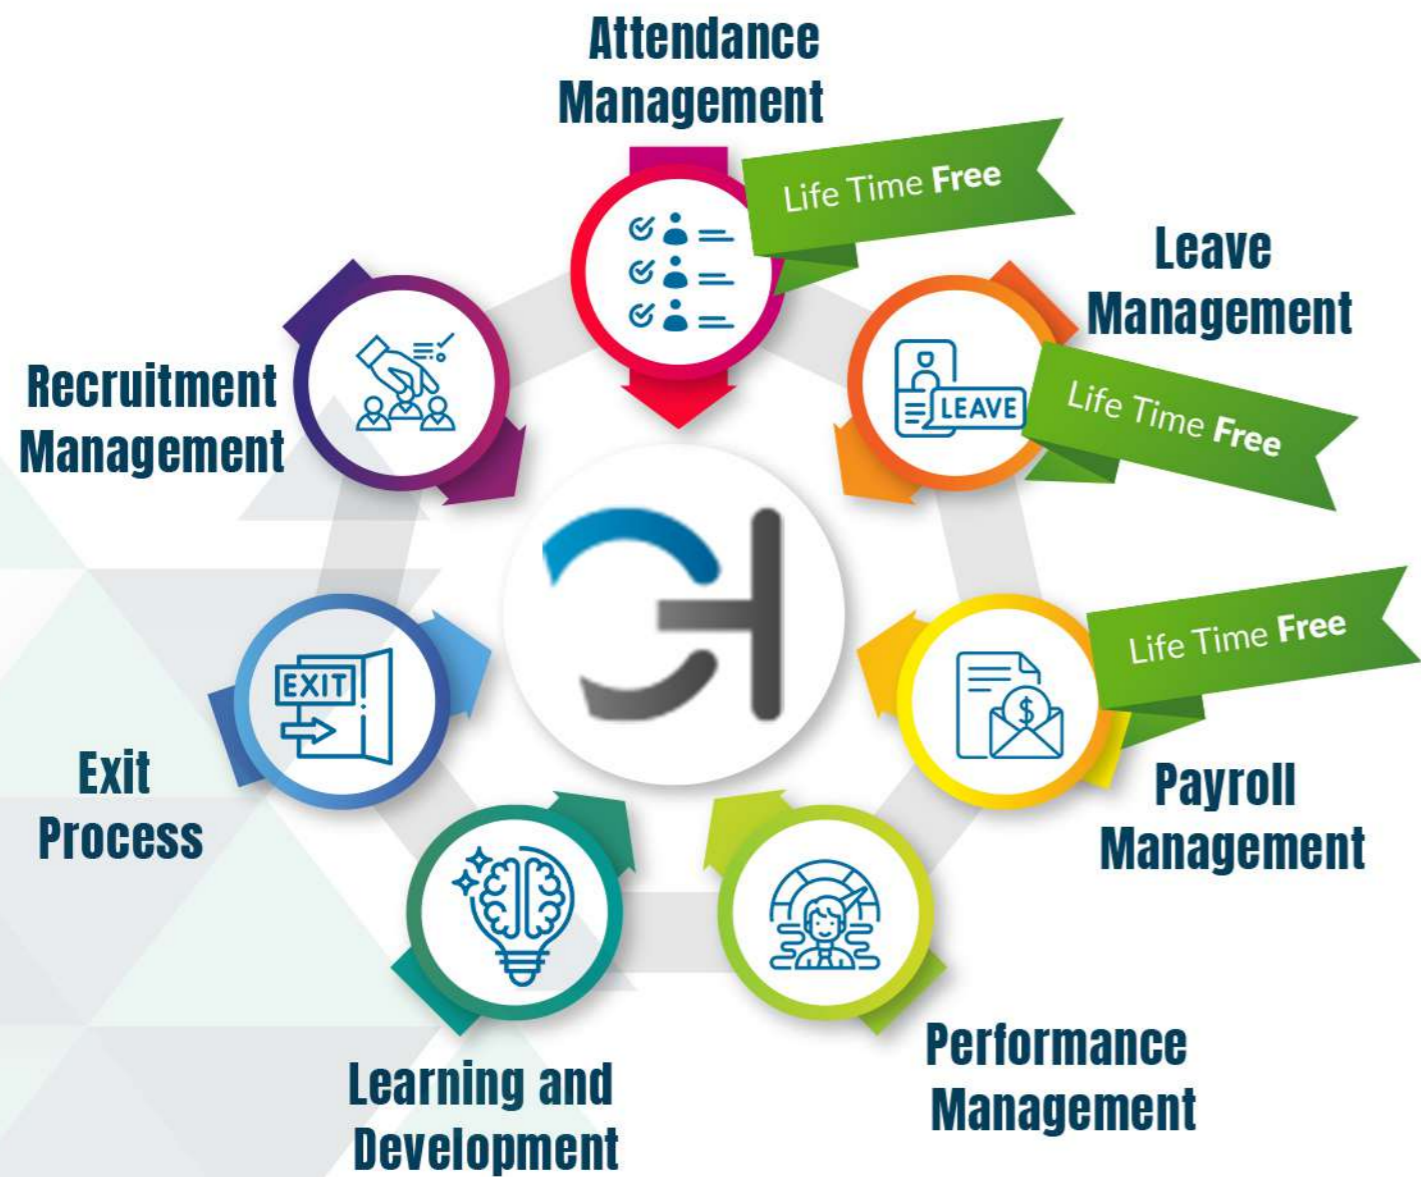 Attendance
Management
Life Time Free
Leave
Management
LEAVE
Life Time Free
Life Time Free
Payroll
Management
$
Performance
Management
Learning and
Development
Exit
Process
EXIT
Recruitment
Management
CH